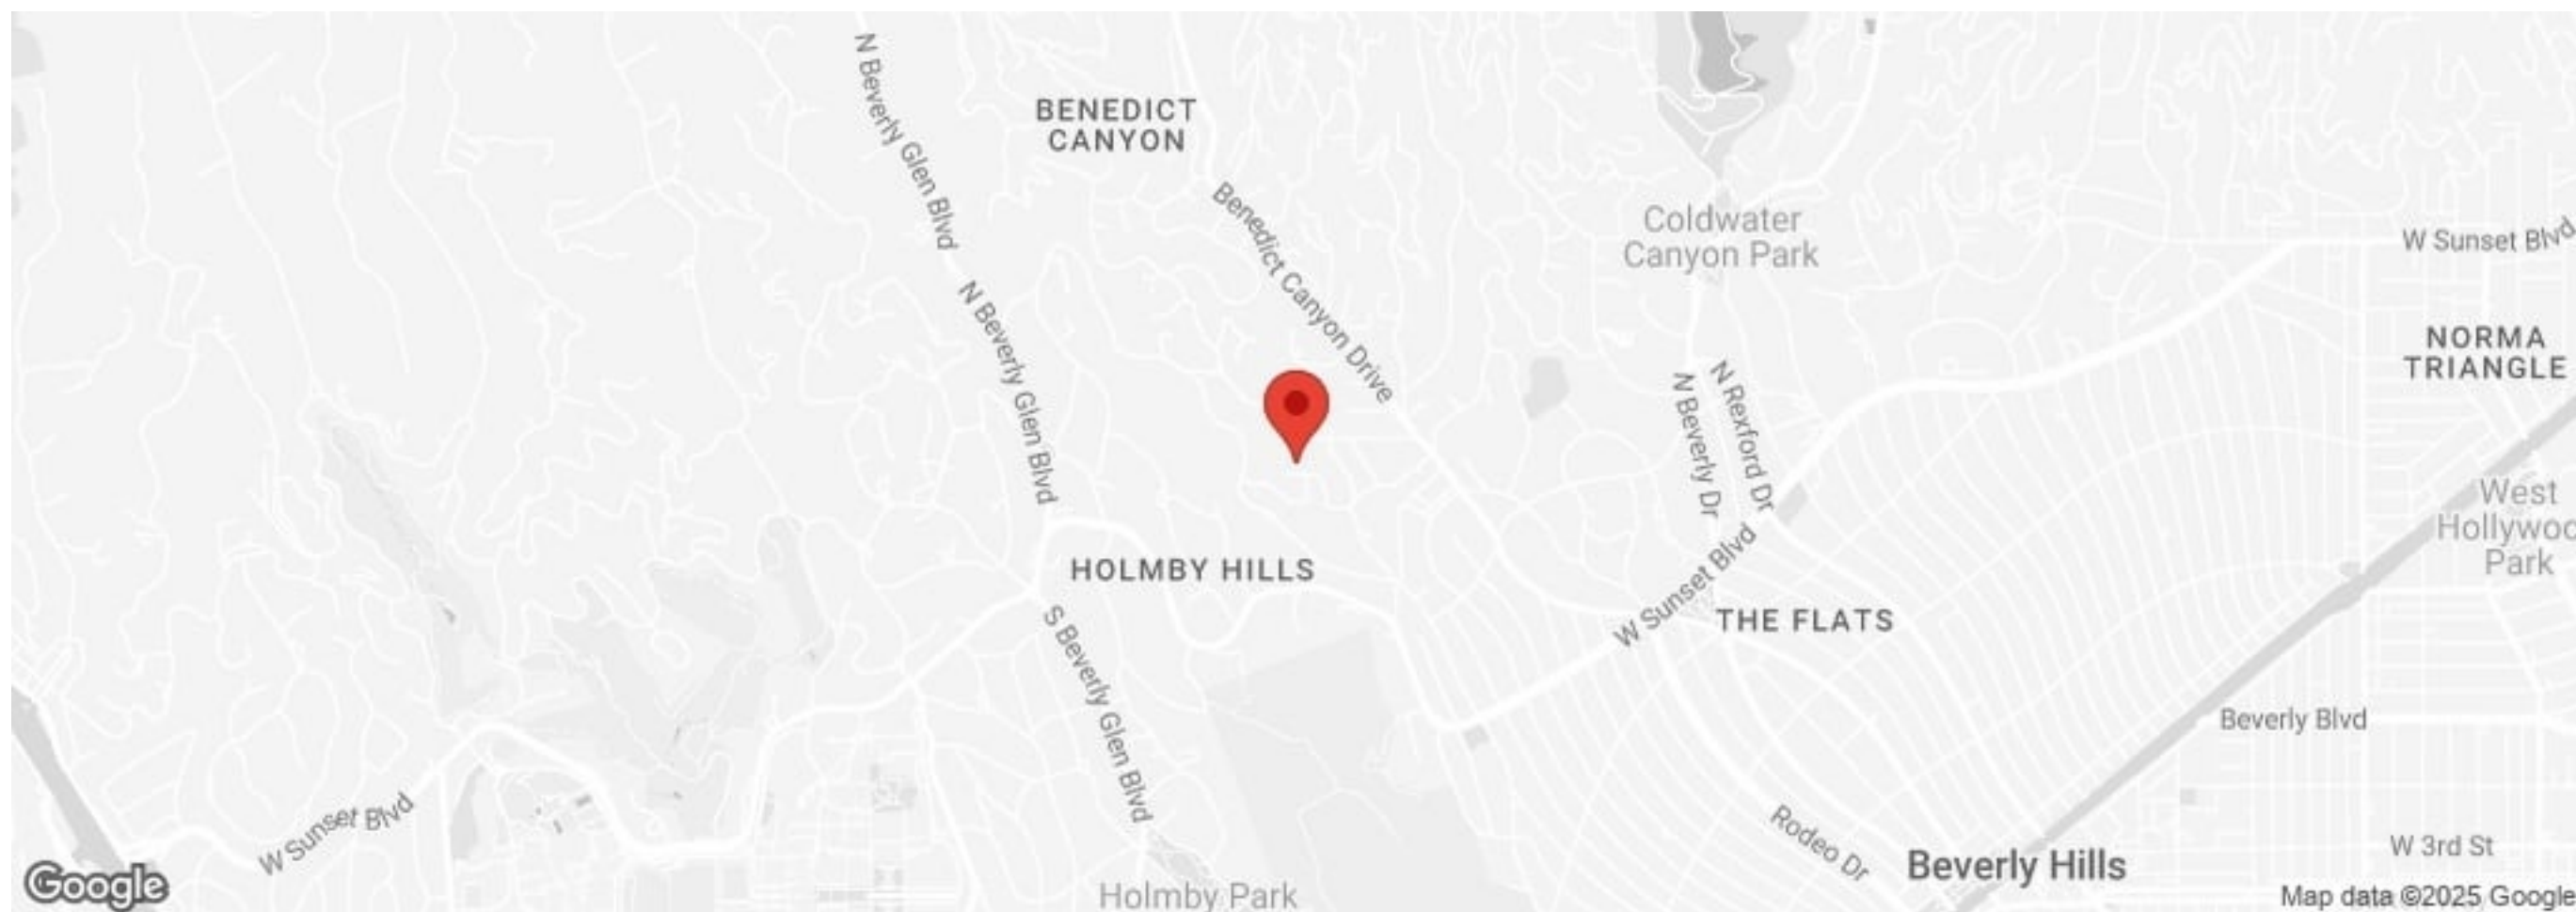 N Beverly Glen Blvd
BENEDICT
CANYON
Benedict Canyon Drive
Coldwater
Canyon Park
W Sunset Blvd
N Beverly Glen Blvd
NORMA
TRIANGLE
N Beverly Dr
N Rexford Dr
West
Hollywoo
Park
HOLMBY HILLS
W Sunset Blvd
THE FLATS
S Beverly Glen Blvd
Beverly Blvd
W Sunset Blvd
Rodeo Dr
W 3rd St
Beverly Hills
Google
Holmby Park
Map data ©2025 Google